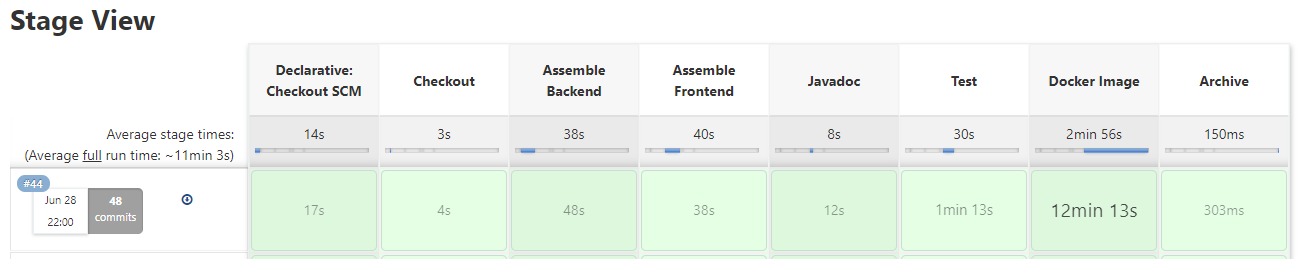 Stage View
Declarative: Checkout SCM
Checkout
Assemble Backend
Assemble Frontend
Javadoc
Test
Docker Image
Archive
Average stage times:
(Average full run time: ~11min 3s)
14s
3s
38s
40s
8s
30s
2min 56s
150ms
#44
Jun 28
22:00
48
commits
17s
4s
48s
38s
12s
1min 13s
12min 13s
303ms